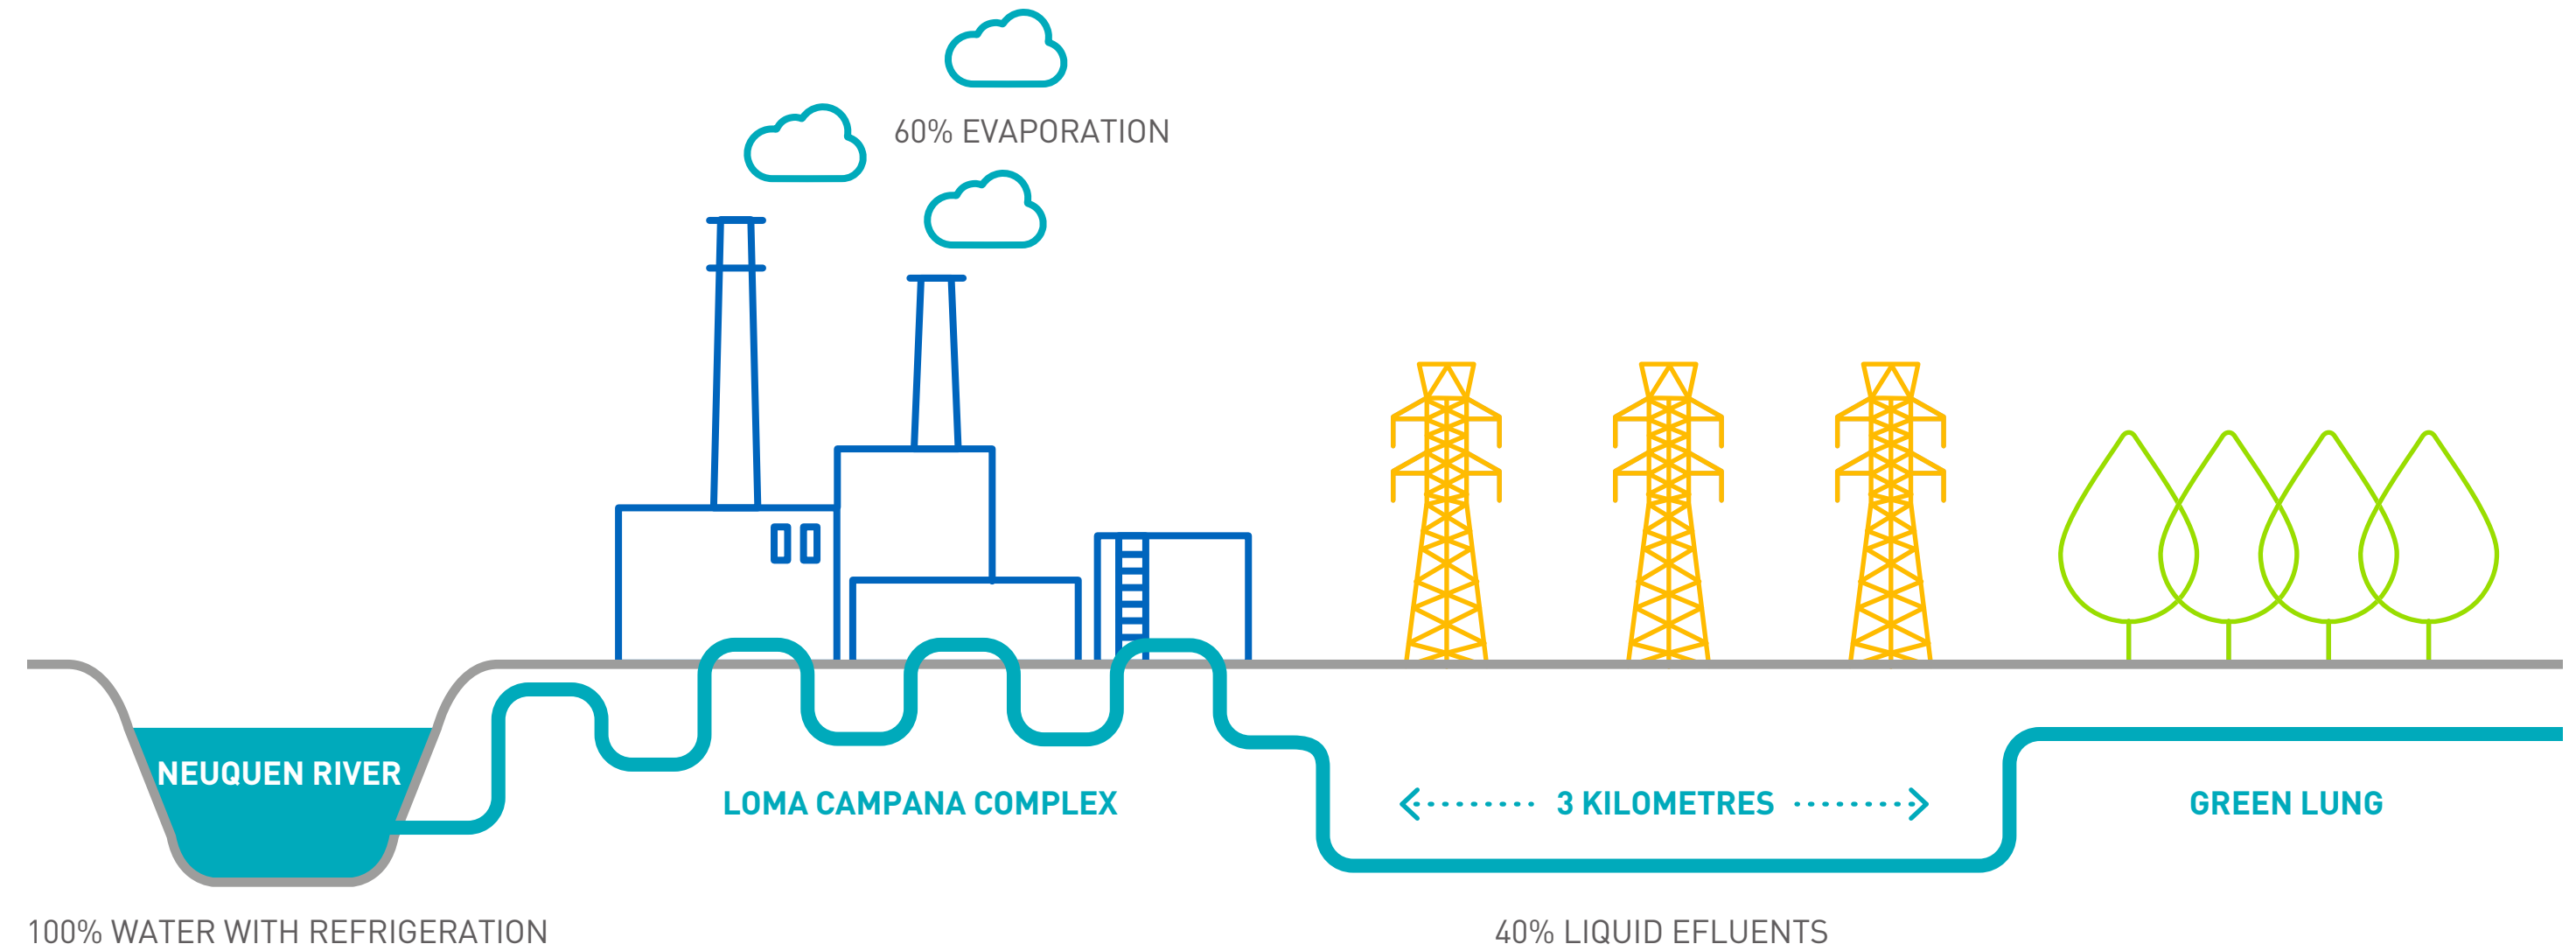 60% EVAPORATION
NEUQUEN RIVER
LOMA CAMPANA COMPLEX
3 KILOMETRES
GREEN LUNG
100% WATER WITH REFRIGERATION
40% LIQUID EFLUENTS